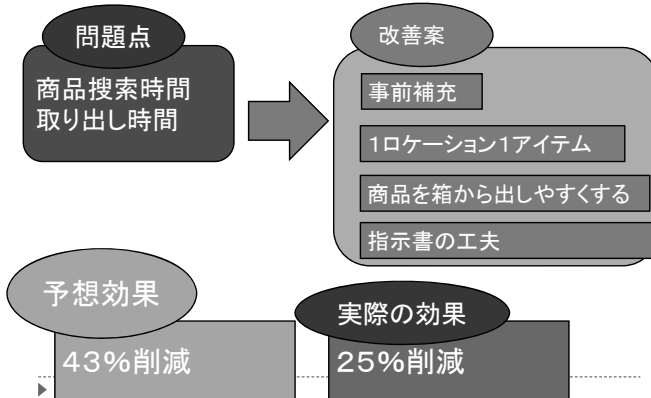 問題点
商品搜索時間
取り出し時間
改善案
事前補充
1ロケーション1アイテム
商品を箱から出しやすくする
指示書の工夫
予想効果
43%削減
実際の効果
25%削減